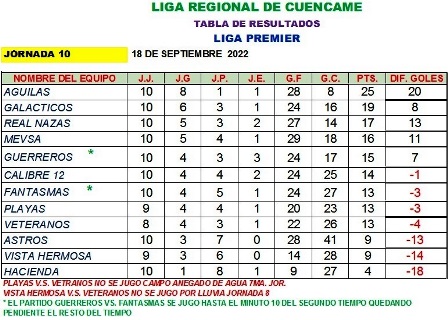 LIGA REGIONAL DE CUENCAME
TABLA DE RESULTADOS
LIGA PREMIER
JORNADA 10 18 DE SEPTIEMBRE 2022
NOMBRE DEL EQUIPO J.J. J.G J.P. J.E. G.F G.C. PTS. DIF. GOLES
AGUILAS 10 8 1 1 28 8 25 20
GALACTICOS 10 6 3 1 24 16 19 8
REAL NAZAS 10 5 3 2 27 14 17 13
MEVSA 10 5 4 1 29 18 16 11
GUERREROS * 10 4 3 3 24 17 15 7
CALIBRE 12 10 4 4 2 24 25 14 -1
FANTASMAS * 10 4 5 1 24 27 13 -3
PLAYAS 9 4 4 1 20 23 13 -3
VETERANOS 8 4 3 1 22 26 13 -4
ASTROS 10 3 7 0 28 41 9 -13
VISTA HERMOSA 9 3 6 0 14 28 9 -14
HACIENDA 10 1 8 1 9 27 4 -18
PLAYAS V.S. VETRANOS NO SE JUGO CAMPO ANEGADO DE AGUA 7MA. JOR.
VISTA HERMOSA V.S. VETERANOS NO SE JUGO POR LLUVIA JORNADA 8
* EL PARTIDO GUERREROS VS. FANTASMAS SE JUGO HASTA EL MINUTO 10 DEL SEGUNDO TIEMPO QUEDANDO
PENDIENTE EL RESTO DEL TIEMPO